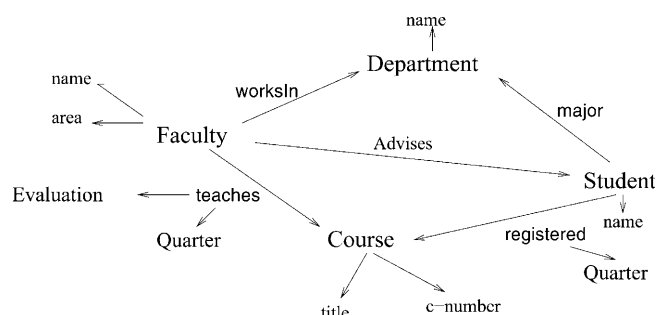 name
Department
name
worksIn
major
area
Faculty
Advises
Student
Evaluation
teaches
name
registered
Quarter
Course
Quarter
title
c-number